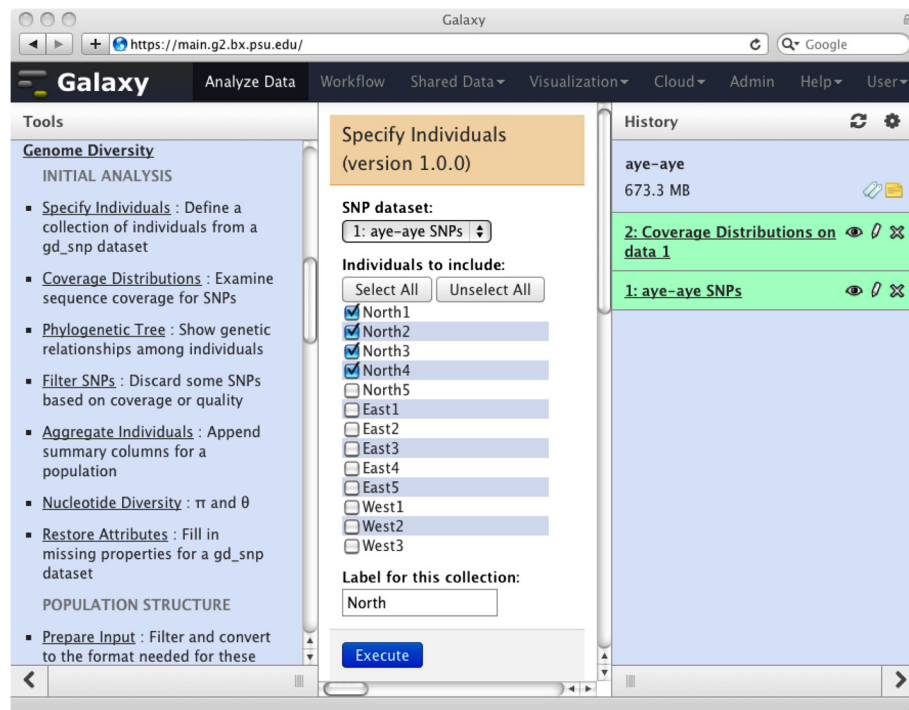 Galaxy
https://main.g2.bx.psu.edu/
Google
Galaxy
Analyze Data
Workflow
Shared Data
Visualization
Cloud
Admin
Help
User
Tools
Genome Diversity
INITIAL ANALYSIS
Specify Individuals : Define a
collection of individuals from a
gd_snp dataset
Coverage Distributions : Examine
sequence coverage for SNPs
Phylogenetic Tree : Show genetic
relationships among individuals
Filter SNPs : Discard some SNPs
based on coverage or quality
Aggregate Individuals : Append
summary columns for a
population
Nucleotide Diversity : π and θ
Restore Attributes : Fill in
missing properties for a gd_snp
dataset
POPULATION STRUCTURE
Prepare Input : Filter and convert
to the format needed for these
Specify Individuals
(version 1.0.0)
SNP dataset:
1: aye-aye SNPs
Individuals to include:
Select All
Unselect All
North1
North2
North3
North4
North5
East1
East2
East3
East4
East5
West1
West2
West3
Label for this collection:
North
Execute
History
aye-aye
673.3 MB
2: Coverage Distributions on
data 1
1: aye-aye SNPs